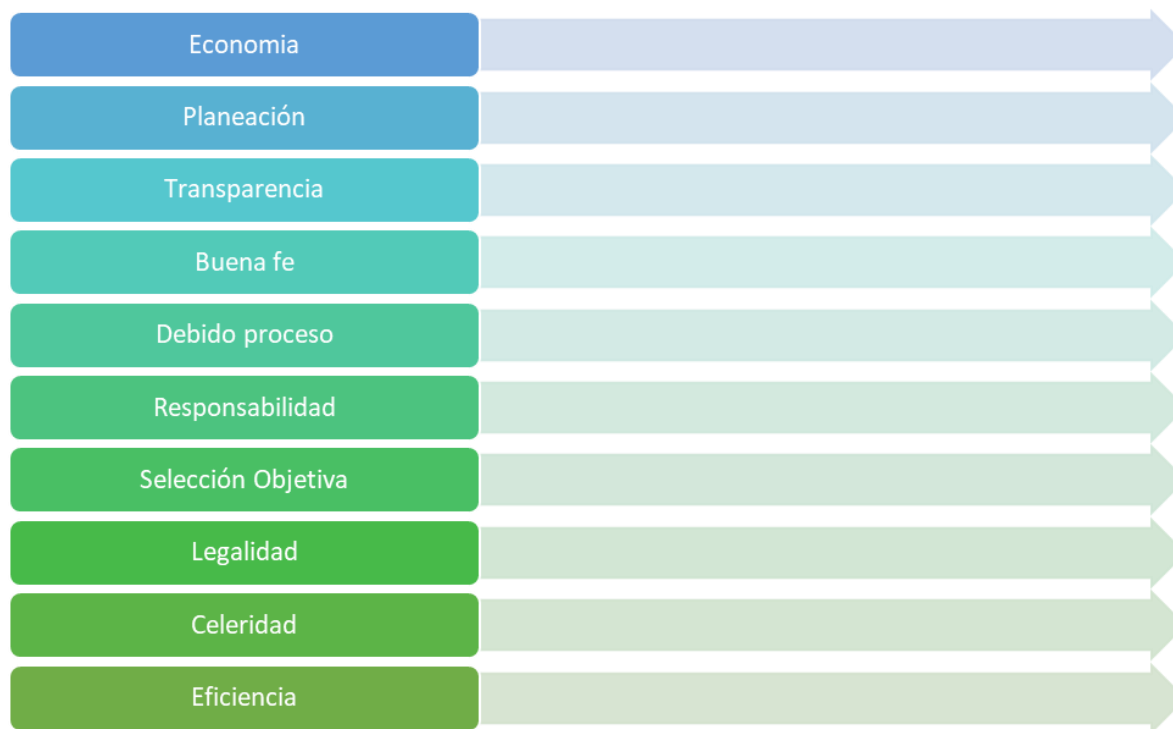 Economia
Planeación
Transparencia
Buena fe
Debido proceso
Responsabilidad
Selección Objetiva
Legalidad
Celeridad
Eficiencia